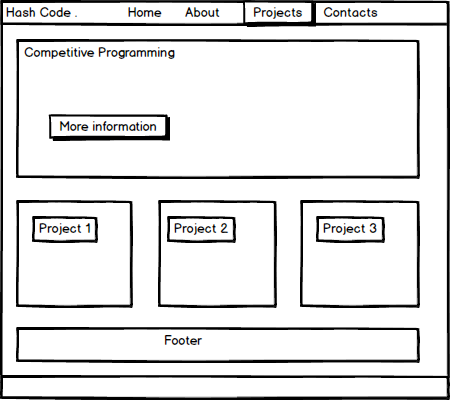 Hash Code . Home About Projects Contacts
Competitive Programming
More information
Project 1 Project 2 Project 3
Footer